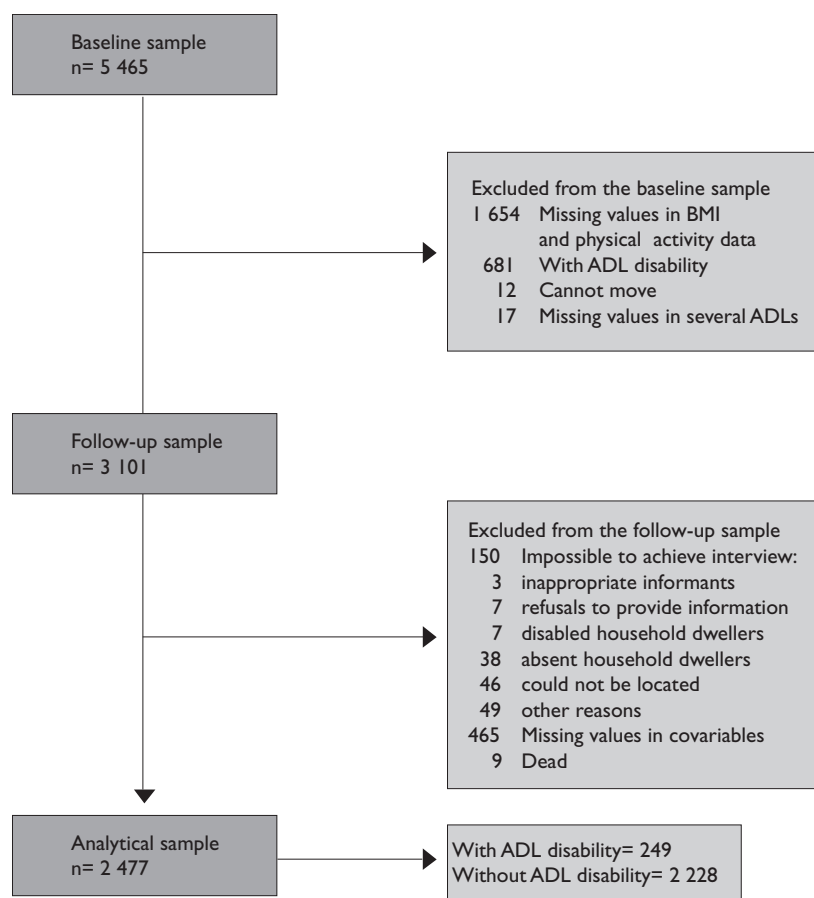 Baseline sample
n= 5 465
Excluded from the baseline sample
1 654 Missing values in BMI
and physical activity data
681 With ADL disability
12 Cannot move
17 Missing values in several ADLs
Follow-up sample
n= 3 101
Excluded from the follow-up sample
150 Impossible to achieve interview:
3 inappropriate informants
7 refusals to provide information
7 disabled household dwellers
38 absent household dwellers
46 could not be located
49 other reasons
465 Missing values in covariables
9 Dead
Analytical sample
n= 2 477
With ADL disability= 249
Without ADL disability= 2 228